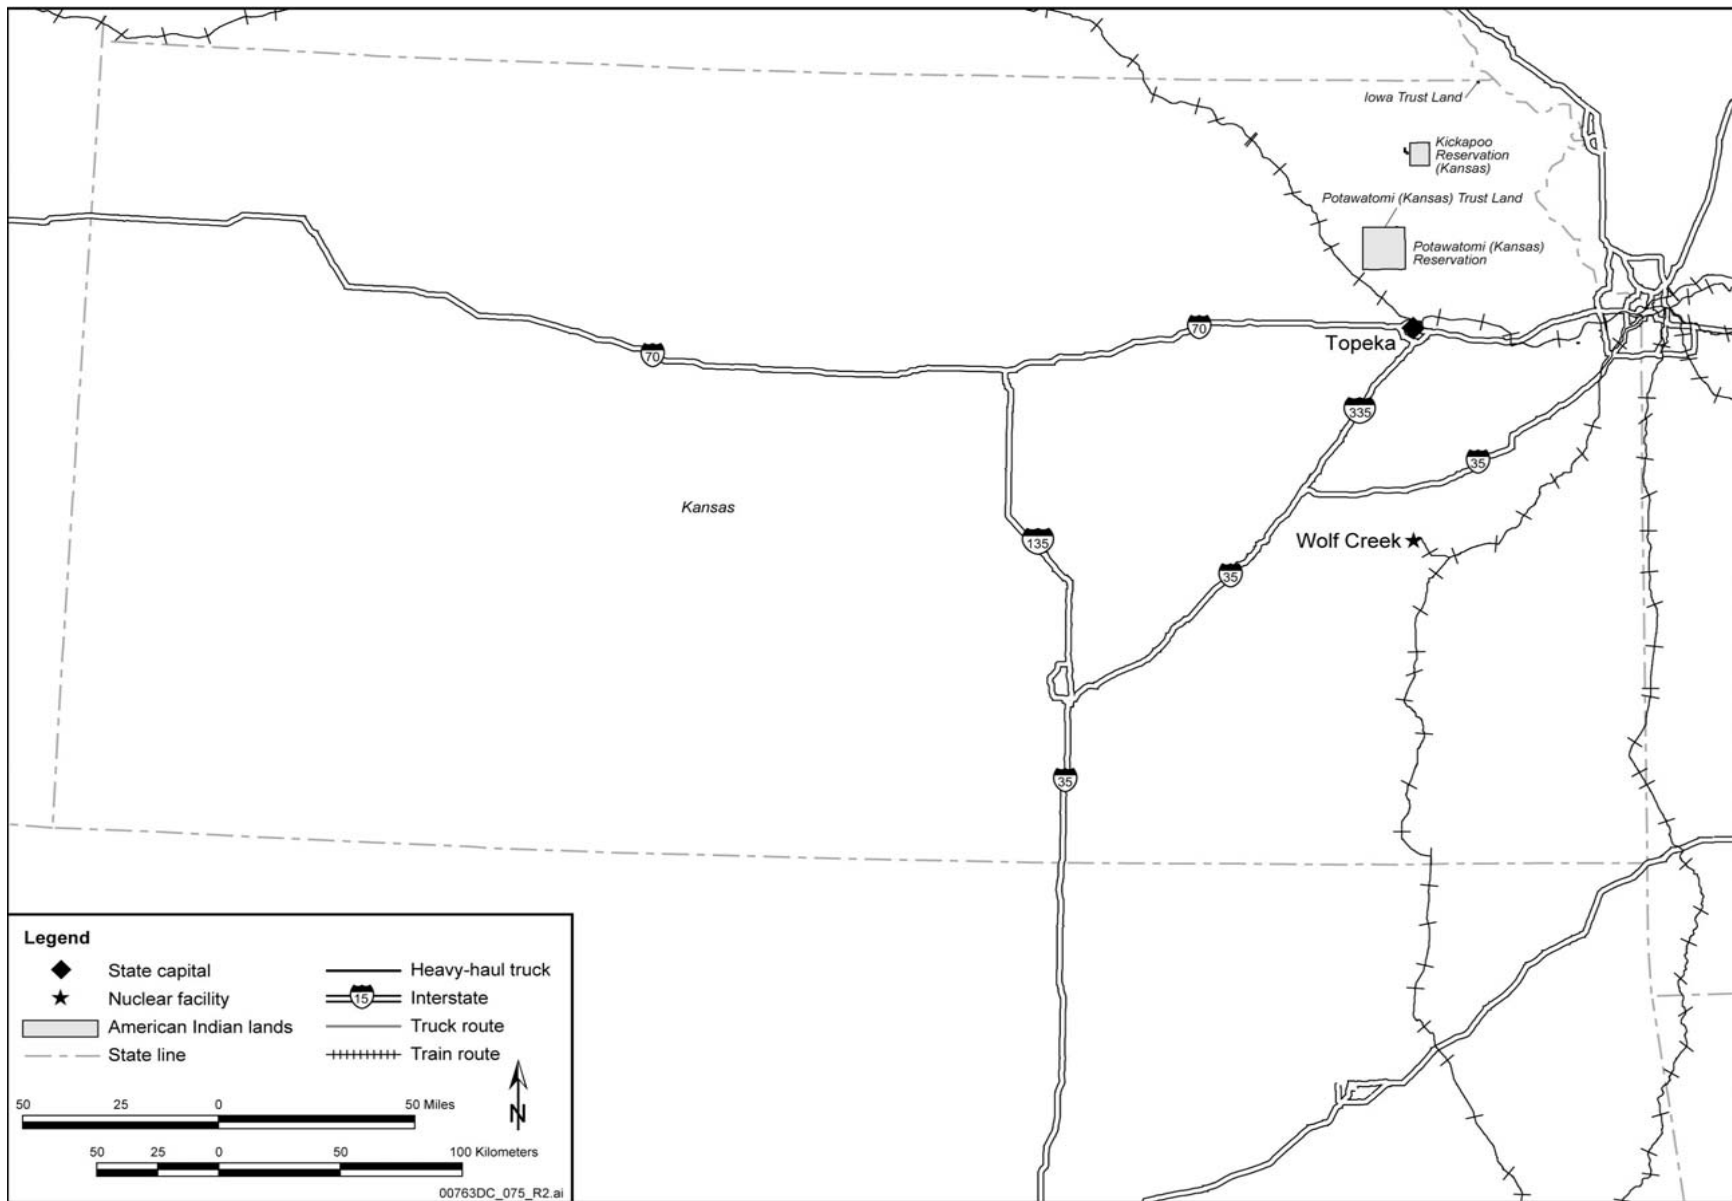 Iowa Trust Land
Kickapoo
Reservation
(Kansas)
Potawatomi (Kansas) Trust Land
Potawatomi (Kansas)
Reservation
70
70
Topeka
335
35
Kansas
135
Wolf Creek
35
35
Legend
State capital
Nuclear facility
American Indian lands
State line
Heavy-haul truck
15
Interstate
Truck route
Train route
N
50 25 0 50 Miles
50 25 0 50 100 Kilometers
00763DC_075_R2.ai